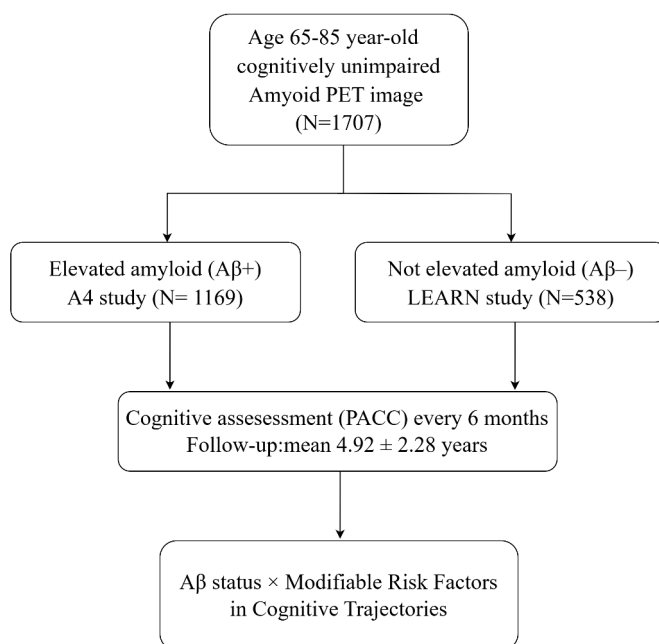 Age 65-85 year-old
cognitively unimpaired
Amyoid PET image
(N=1707)
Elevated amyloid (Aβ+)
A4 study (N= 1169)
Not elevated amyloid (Aβ–)
LEARN study (N=538)
Cognitive assesessment (PACC) every 6 months
Follow-up:mean 4.92 ± 2.28 years
Aβ status × Modifiable Risk Factors
in Cognitive Trajectories